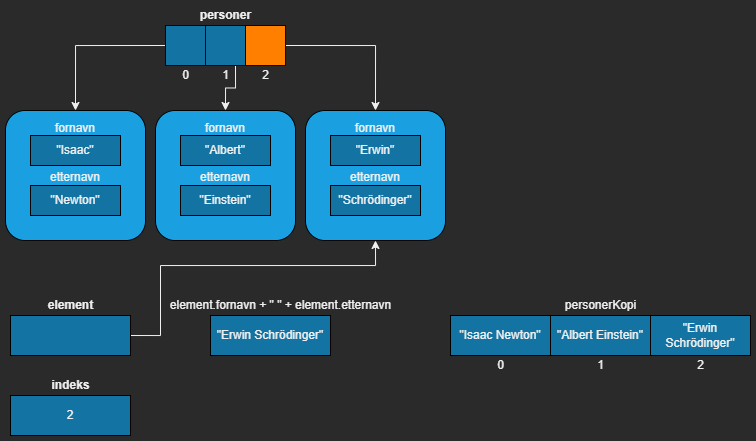 personer
0 1 2
fornavn fornavn fornavn
"Isaac" "Albert" "Erwin"
etternavn etternavn etternavn
"Newton" "Einstein" "Schrödinger"
element
element.fornavn + " " + element.etternavn
personerKopi
"Erwin Schrödinger"
"Isaac Newton" "Albert Einstein" "Erwin
Schrödinger"
0 1 2
indeks
2